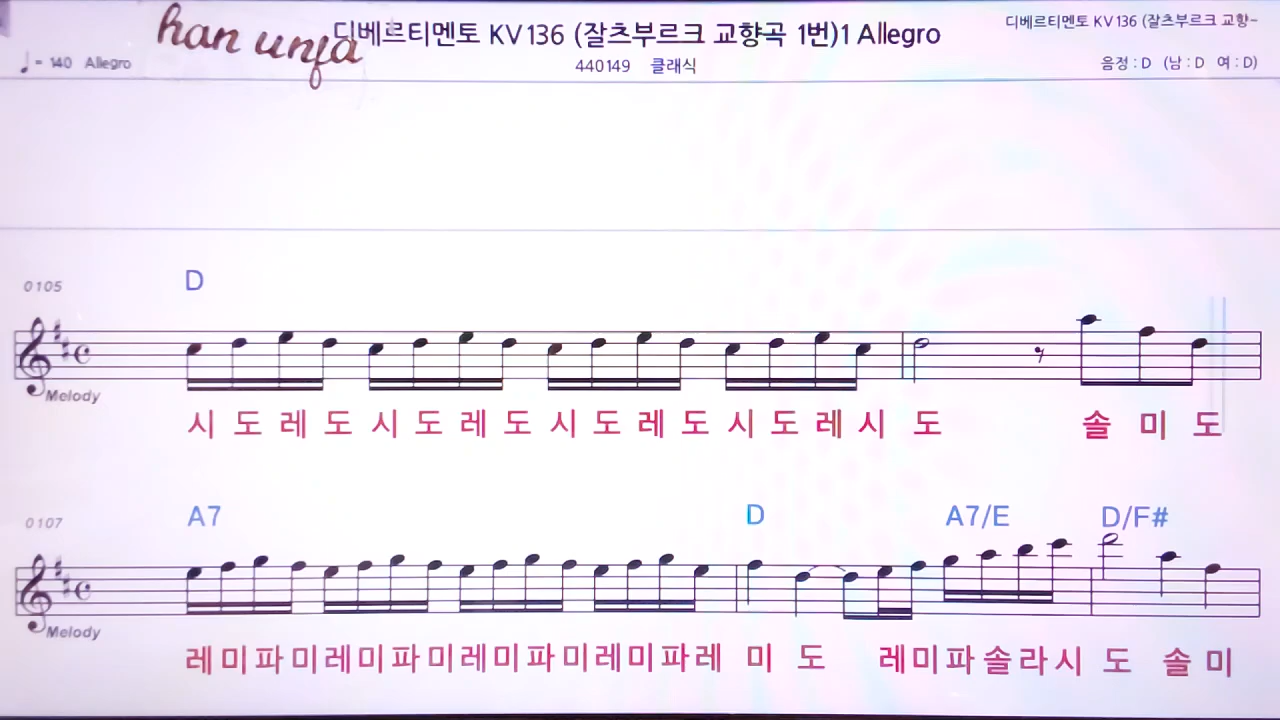 han unfa
디베르티멘토 KV136 (잘츠부르크 교향곡 1번)1 Allegro
디베르티멘토 KV136 (잘츠부르크 교향~
♩ = 140 Allegro
440149 클래식
음정 : D (남 : D 여 : D)
D
0105
Melody
시 도 레 도 시 도 레 도 시 도 레 도 시 도 레 시 도 솔 미 도
A7 D A7/E D/F#
0107
Melody
레 미 파 미 레 미 파 미 레 미 파 미 레 미 파 레 미 도 레 미 파 솔 라 시 도 솔 미